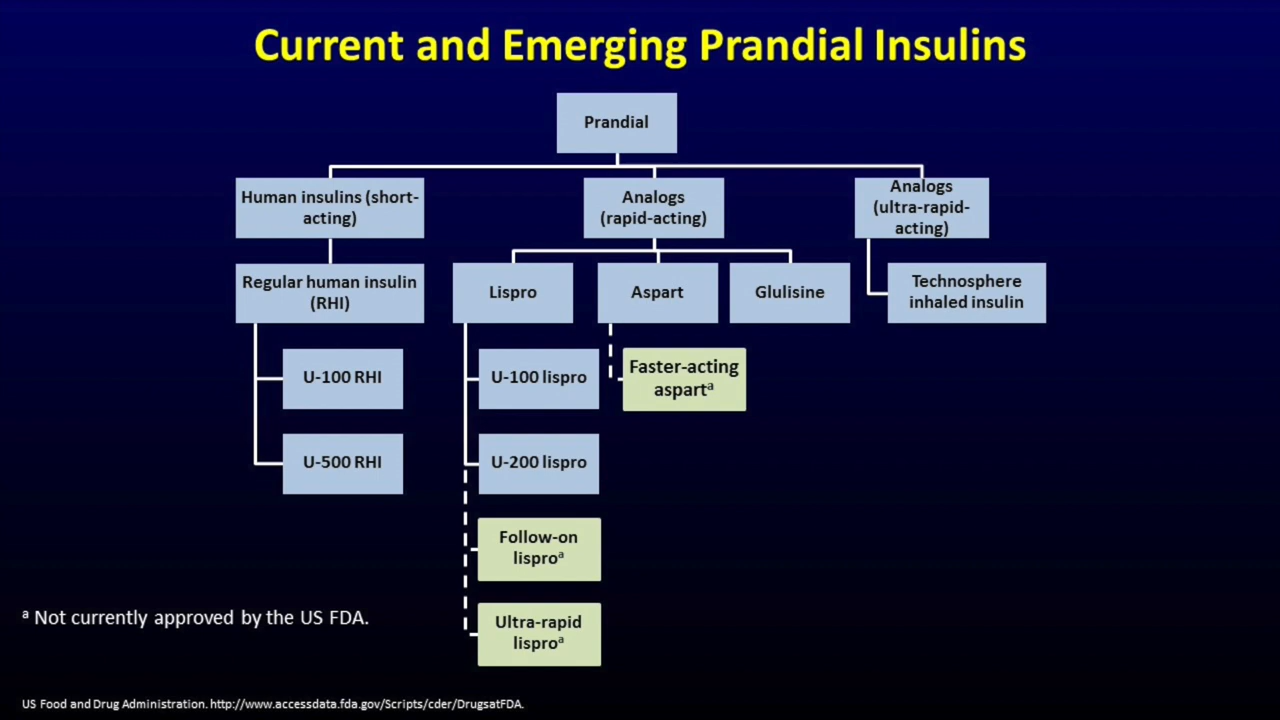 Current and Emerging Prandial Insulins
Prandial
Human insulins (short-
acting)
Analogs
(rapid-acting)
Analogs
(ultra-rapid-
acting)
Regular human insulin
(RHI)
Lispro
Aspart
Glulisine
Technosphere
inhaled insulin
U-100 RHI
U-100 lispro
Faster-acting
aspartᵃ
U-500 RHI
U-200 lispro
Follow-on
lisproᵃ
Ultra-rapid
lisproᵃ
ᵃ Not currently approved by the US FDA.
US Food and Drug Administration. http://www.accessdata.fda.gov/Scripts/cder/DrugsatFDA.